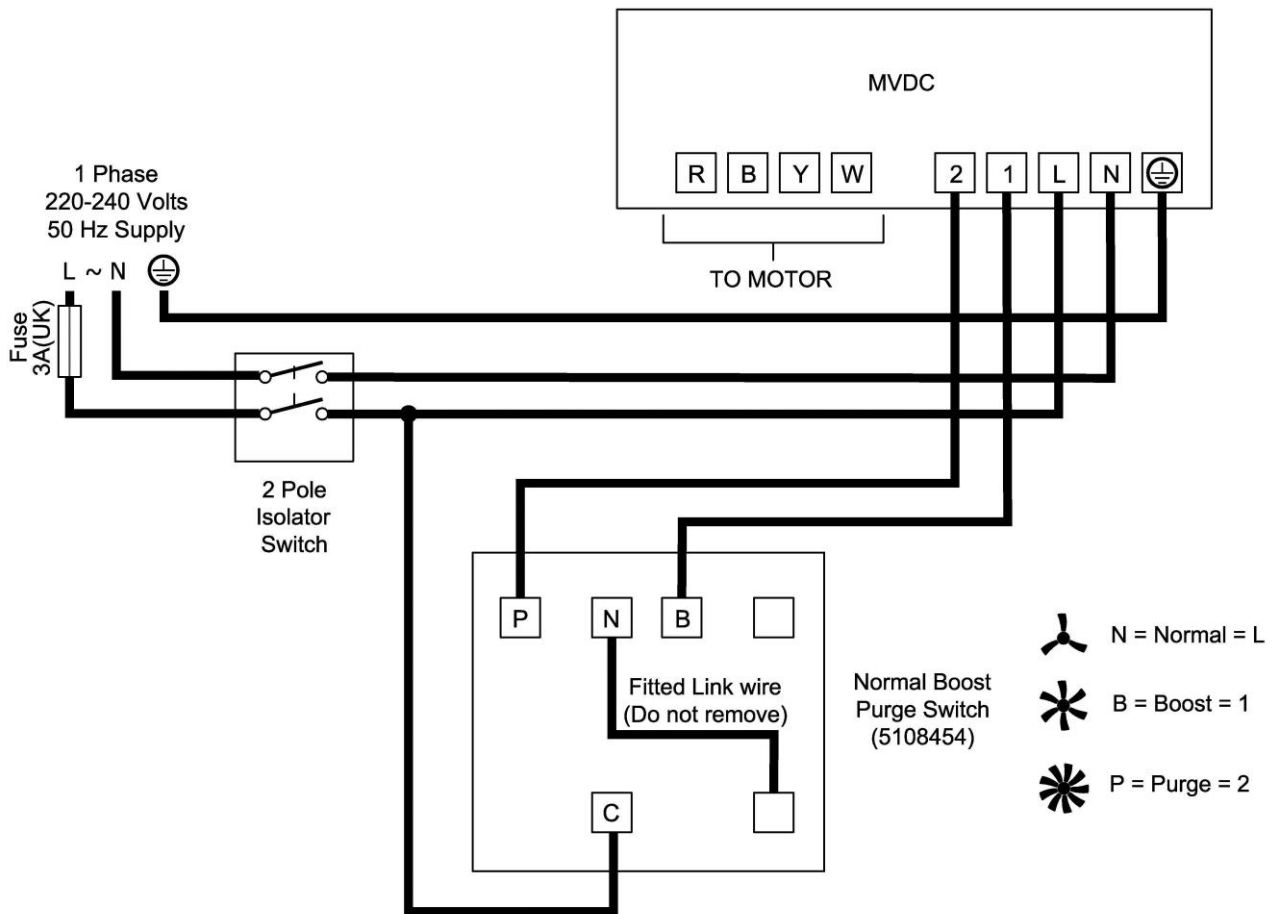 MVDC
R B Y W 2 1 L N
TO MOTOR
1 Phase
220-240 Volts
50 Hz Supply
L ~ N
Fuse
3A(UK)
2 Pole
Isolator
Switch
P N B
Fitted Link wire
(Do not remove)
C
Normal Boost
Purge Switch
(5108454)
N = Normal = L
B = Boost = 1
P = Purge = 2